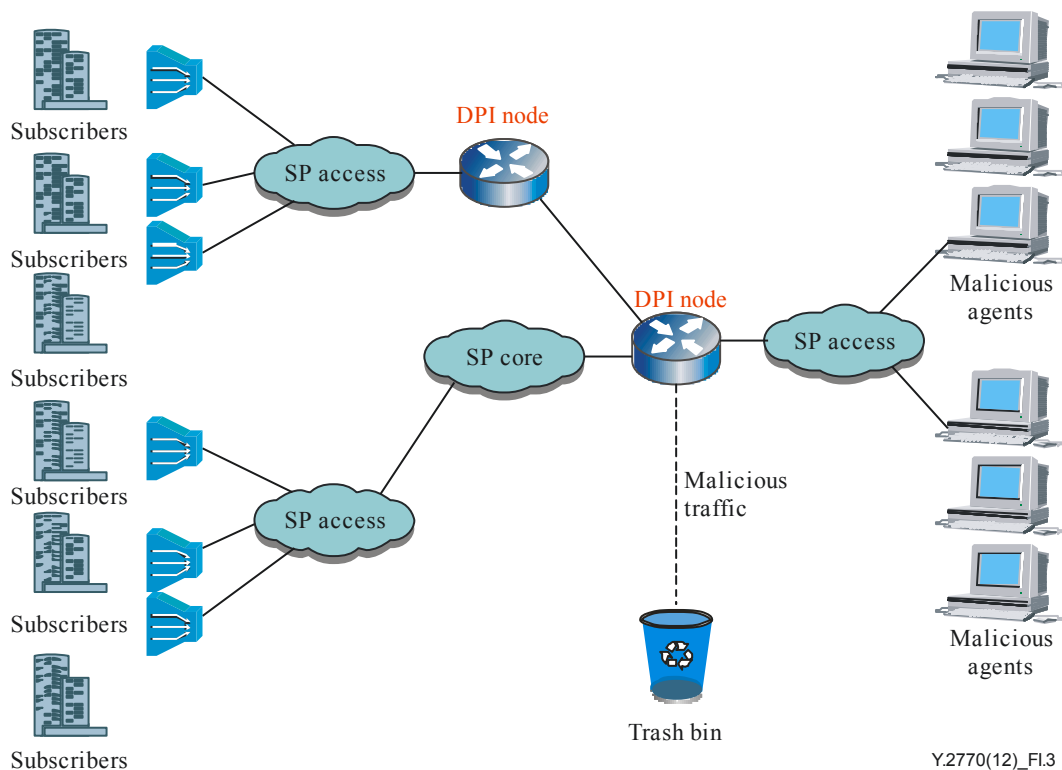 Subscribers
DPI node
SP access
Subscribers
Malicious
agents
DPI node
SP access
SP core
Subscribers
Malicious
traffic
Subscribers
SP access
Subscribers
Malicious
agents
Trash bin
Subscribers
Y.2770(12)_FI.3